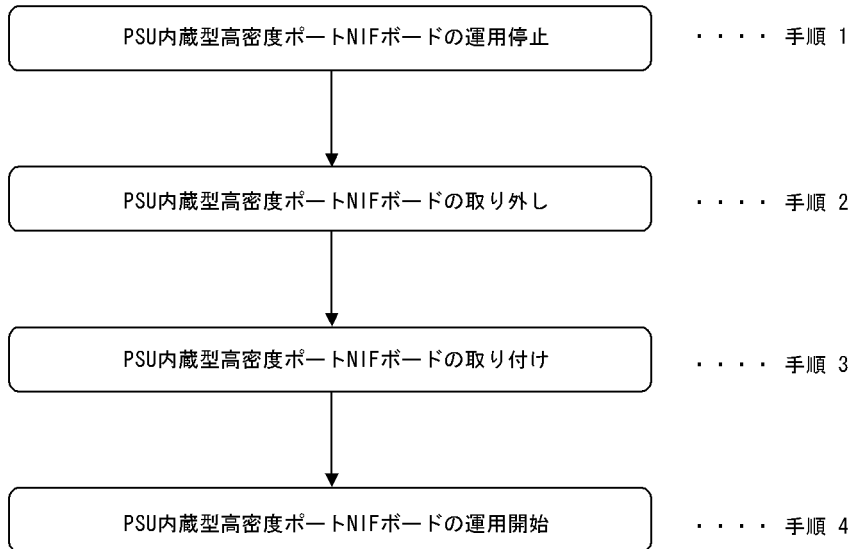 PSU内蔵型高密度ポートNIFボードの運用停止 ・・・・ 手順 1
PSU内蔵型高密度ポートNIFボードの取り外し ・・・・ 手順 2
PSU内蔵型高密度ポートNIFボードの取り付け ・・・・ 手順 3
PSU内蔵型高密度ポートNIFボードの運用開始 ・・・・ 手順 4